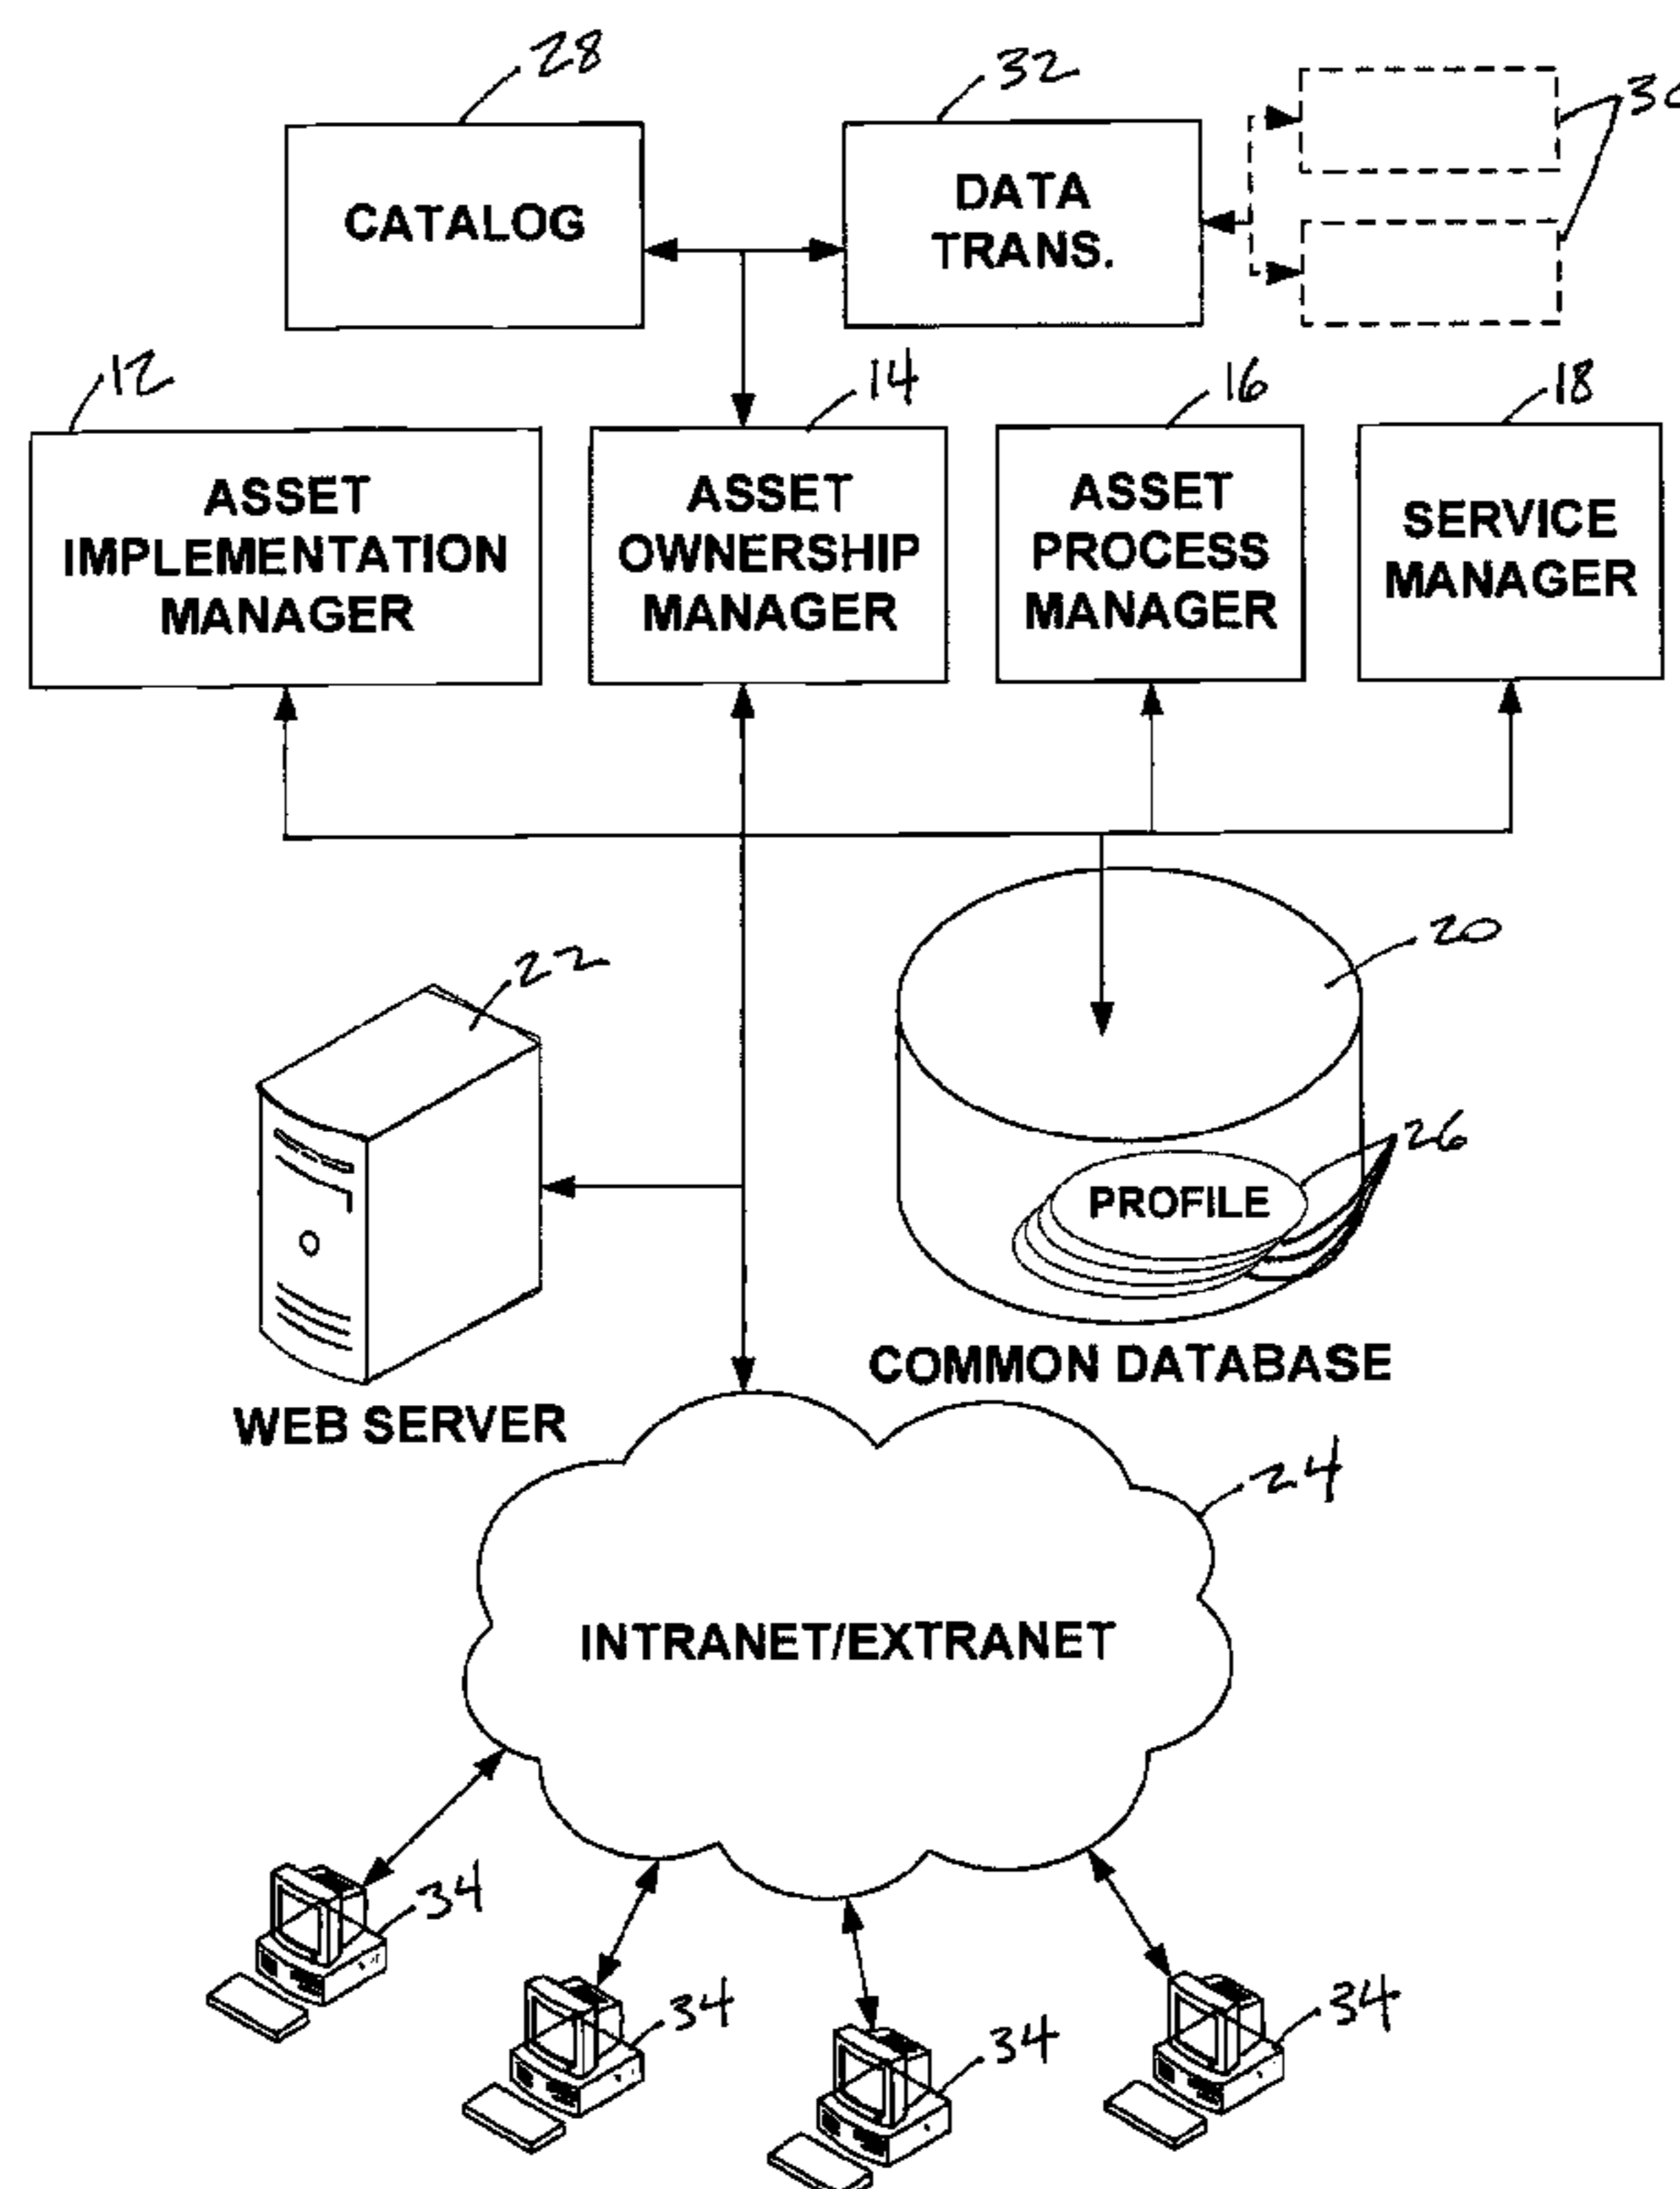 28
32
CATALOG
DATA
TRANS.
12
14
16
18
ASSET
IMPLEMENTATION
MANAGER
ASSET
OWNERSHIP
MANAGER
ASSET
PROCESS
MANAGER
SERVICE
MANAGER
20
22
26
PROFILE
COMMON DATABASE
WEB SERVER
24
INTRANET/EXTRANET
34
34
34
34